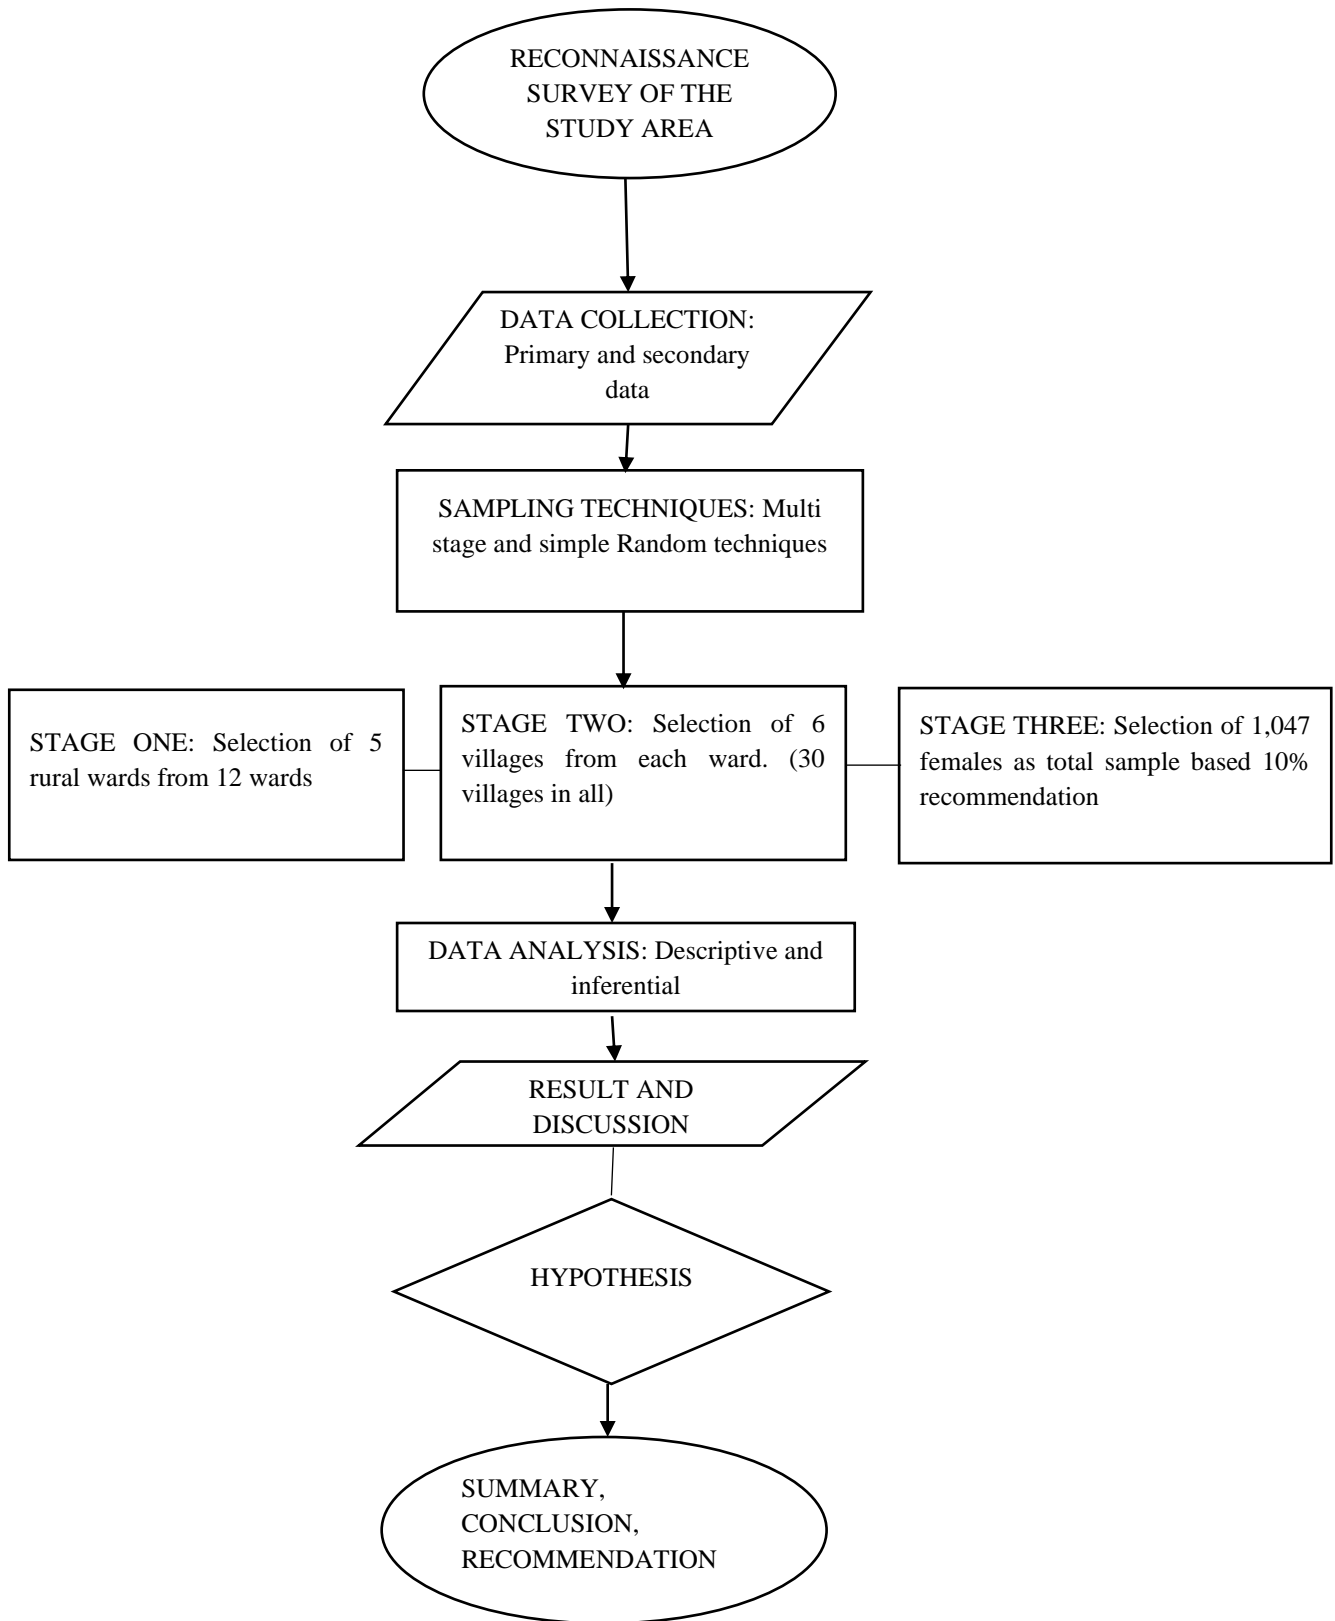 RECONNAISSANCE
SURVEY OF THE
STUDY AREA
DATA COLLECTION:
Primary and secondary
data
SAMPLING TECHNIQUES: Multi
stage and simple Random techniques
STAGE ONE: Selection of 5
rural wards from 12 wards
STAGE TWO: Selection of 6
villages from each ward. (30
villages in all)
STAGE THREE: Selection of 1,047
females as total sample based 10%
recommendation
DATA ANALYSIS: Descriptive and
inferential
RESULT AND
DISCUSSION
HYPOTHESIS
SUMMARY,
CONCLUSION,
RECOMMENDATION